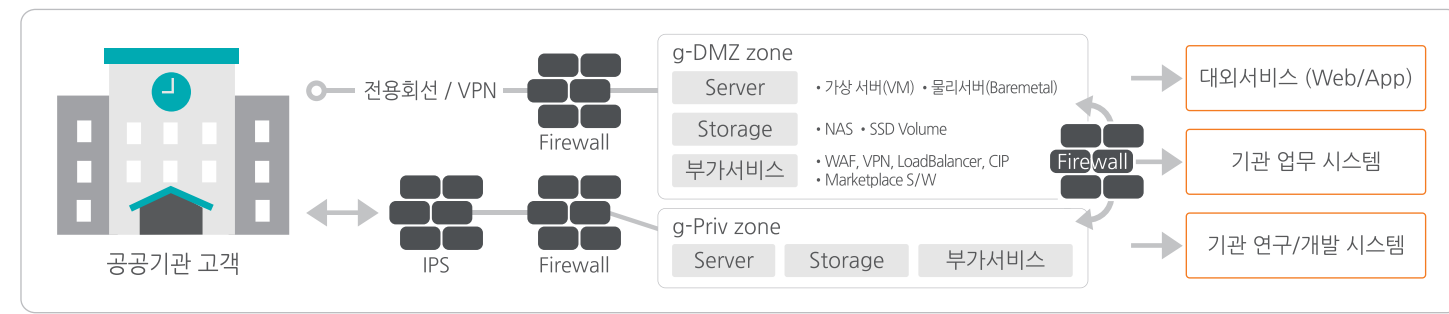 공공기관 고객
전용회선 / VPN
Firewall
IPS
Firewall
g-DMZ zone
Server
• 가상 서버(VM) • 물리서버(Baremetal)
Storage
• NAS • SSD Volume
부가서비스
• WAF, VPN, LoadBalancer, CIP
• Marketplace S/W
g-Priv zone
Server
Storage
부가서비스
Firewall
대외서비스 (Web/App)
기관 업무 시스템
기관 연구/개발 시스템